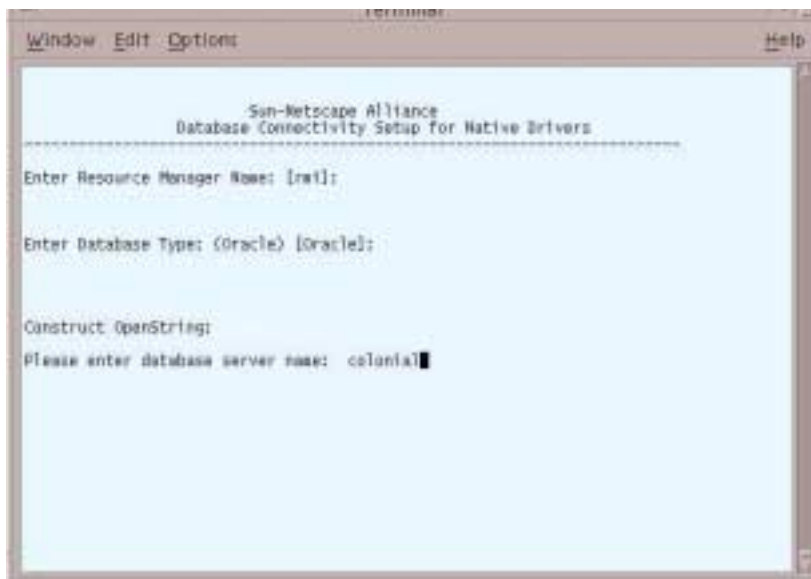 Terminal
Window Edit Options Help
Sun-Netscape Alliance
Database Connectivity Setup for Native Drivers
--------------------------------------------------------------------------
Enter Resource Manager Name: [rm1]:
Enter Database Type: (Oracle) [Oracle]:
Construct OpenString:
Please enter database server name: colonial